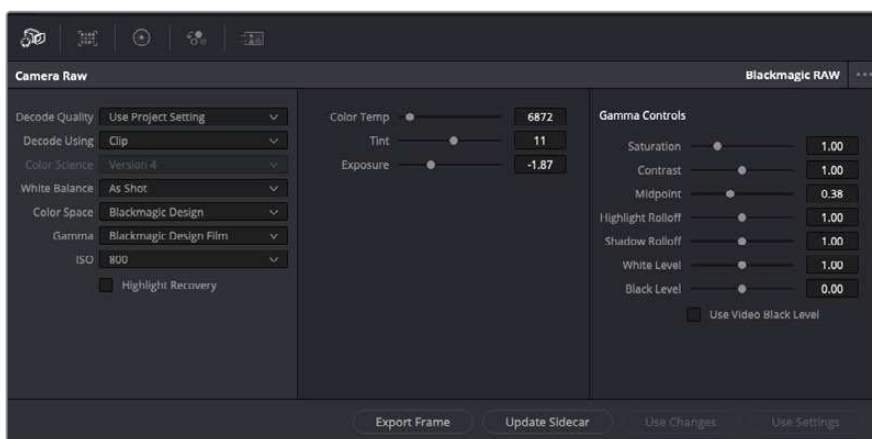 Camera Raw
Blackmagic RAW
Decode Quality Use Project Setting
Decode Using Clip
Color Science Version 4
White Balance As Shot
Color Space Blackmagic Design
Gamma Blackmagic Design Film
ISO 800
Highlight Recovery
Color Temp 6872
Tint 11
Exposure -1.87
Gamma Controls
Saturation 1.00
Contrast 1.00
Midpoint 0.38
Highlight Rolloff 1.00
Shadow Rolloff 1.00
White Level 1.00
Black Level 0.00
Use Video Black Level
Export Frame
Update Sidecar
Use Changes
Use Settings